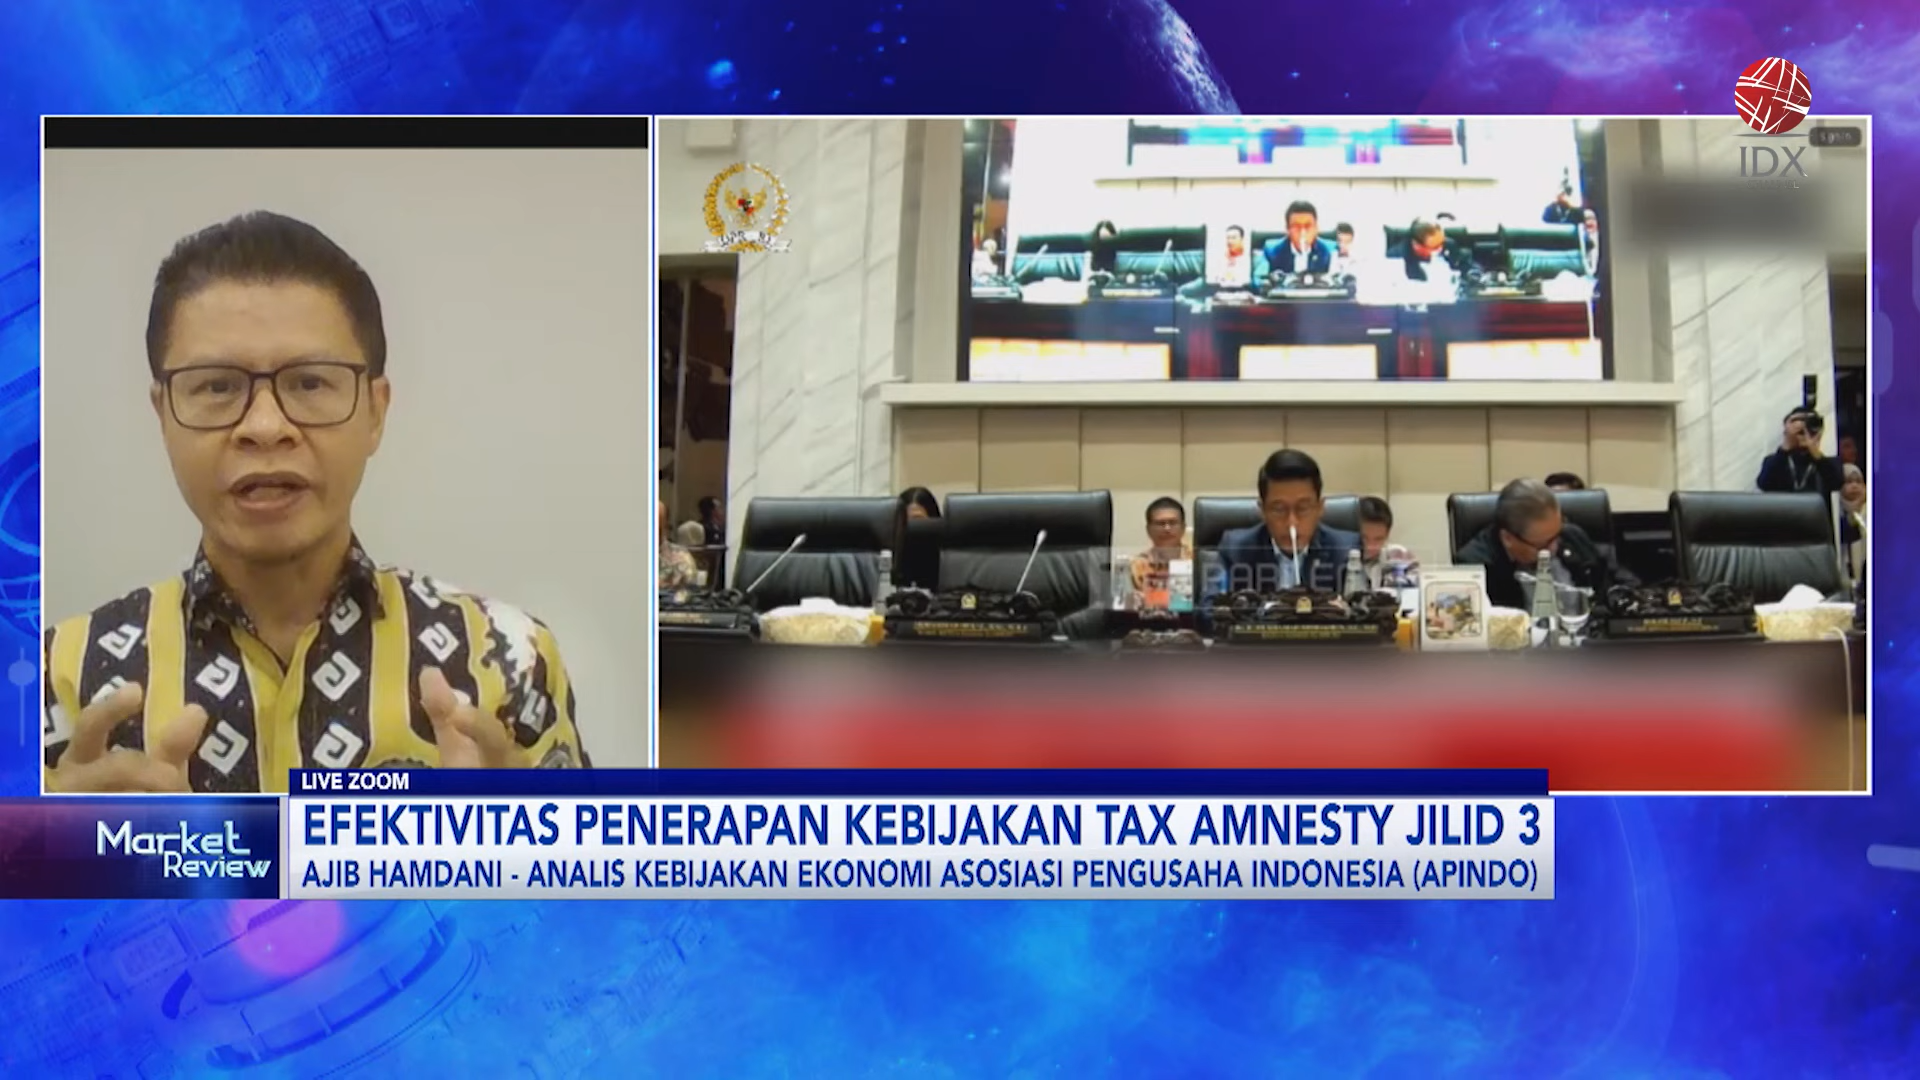 IDX
LIVE ZOOM
EFEKTIVITAS PENERAPAN KEBIJAKAN TAX AMNESTY JILID 3
Market
Review
AJIB HAMDANI - ANALIS KEBIJAKAN EKONOMI ASOSIASI PENGUSAHA INDONESIA (APINDO)